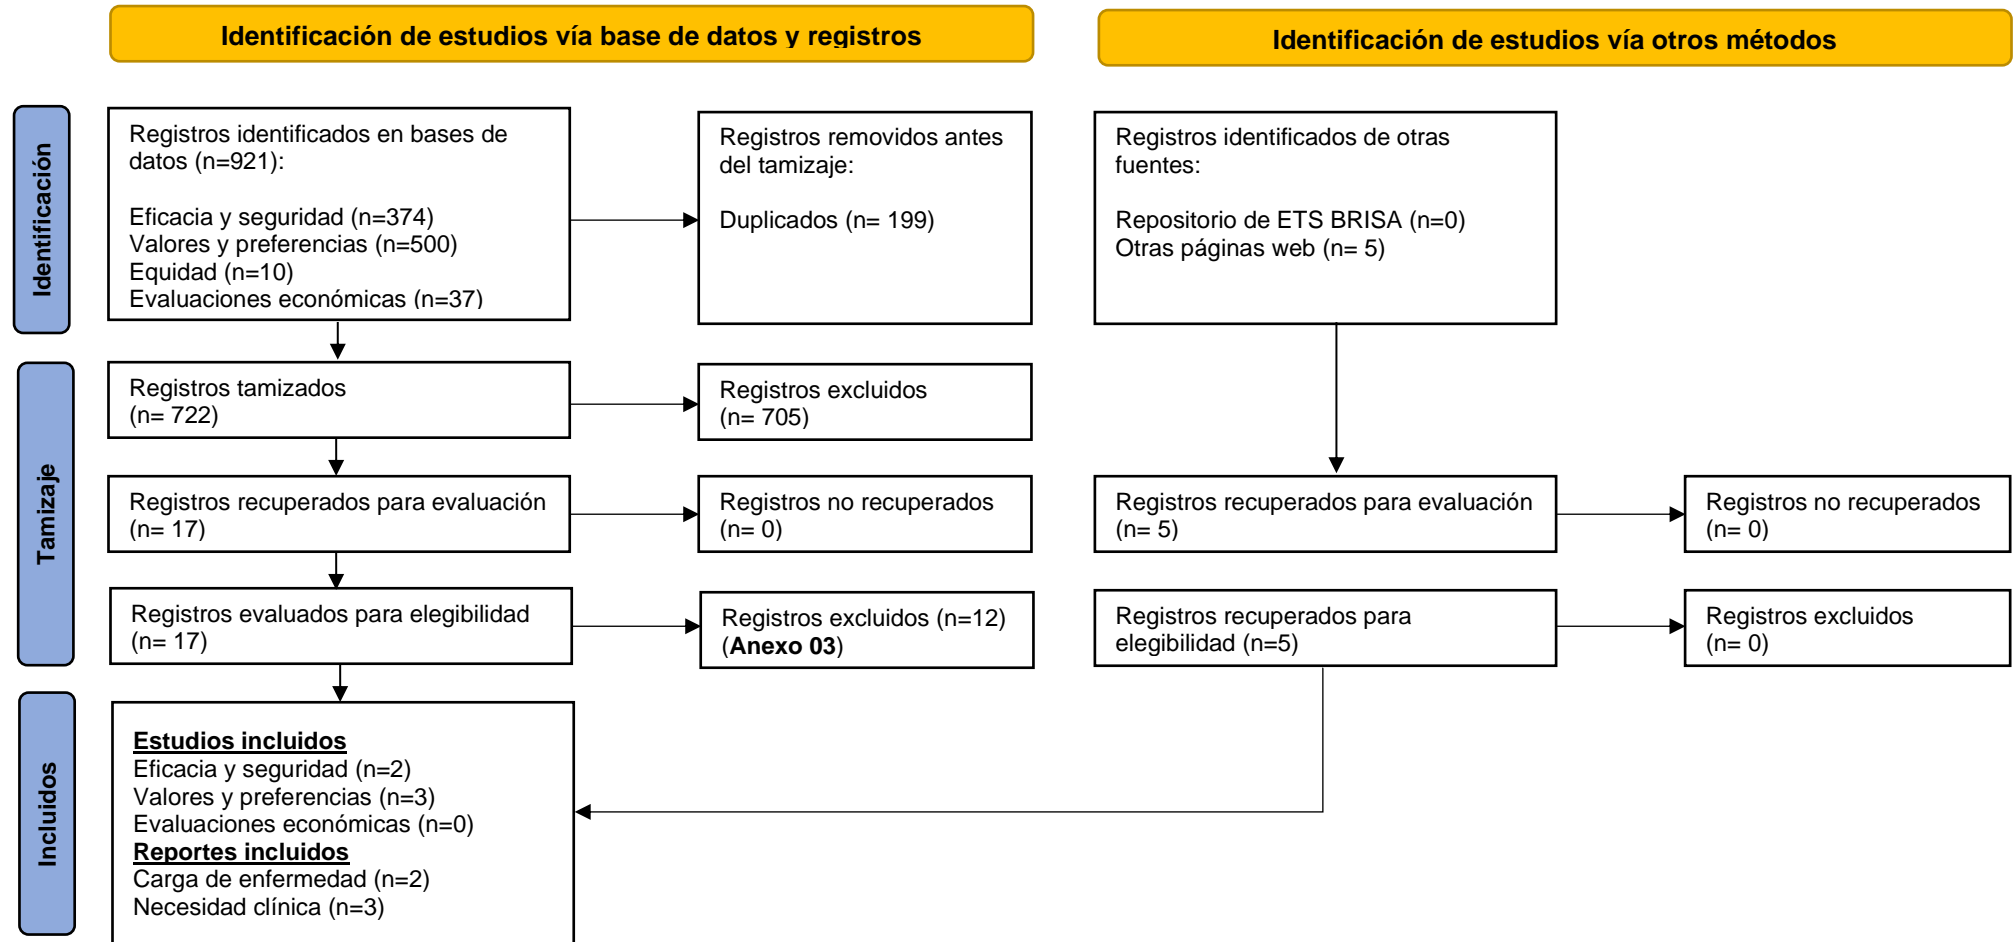 Identificación de estudios vía base de datos y registros
Identificación de estudios vía otros métodos
Identificación
Registros identificados en bases de
datos (n=921):
Eficacia y seguridad (n=374)
Valores y preferencias (n=500)
Equidad (n=10)
Evaluaciones económicas (n=37)
Registros removidos antes
del tamizaje:
Duplicados (n= 199)
Registros identificados de otras
fuentes:
Repositorio de ETS BRISA (n=0)
Otras páginas web (n= 5)
Tamizaje
Registros tamizados
(n= 722)
Registros excluidos
(n= 705)
Registros recuperados para evaluación
(n= 17)
Registros no recuperados
(n= 0)
Registros recuperados para evaluación
(n= 5)
Registros no recuperados
(n= 0)
Registros evaluados para elegibilidad
(n= 17)
Registros excluidos (n=12)
(Anexo 03)
Registros recuperados para
elegibilidad (n=5)
Registros excluidos
(n= 0)
Incluidos
Estudios incluidos
Eficacia y seguridad (n=2)
Valores y preferencias (n=3)
Evaluaciones económicas (n=0)
Reportes incluidos
Carga de enfermedad (n=2)
Necesidad clínica (n=3)